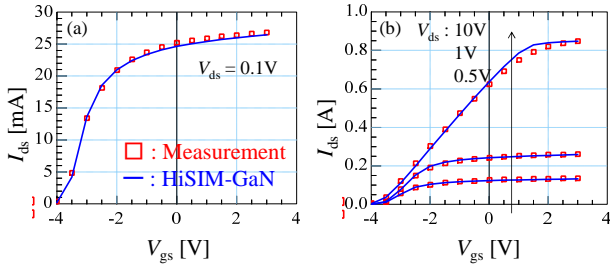 (a)
30
25
20
15
10
5
0
Ids [mA]
Vds = 0.1V
: Measurement
: HiSIM-GaN
-4 -2 0 2 4
Vgs [V]
(b)
Vds : 10V
1V
0.5V
1.0
0.8
0.6
0.4
0.2
0.0
Ids [A]
-4 -2 0 2 4
Vgs [V]